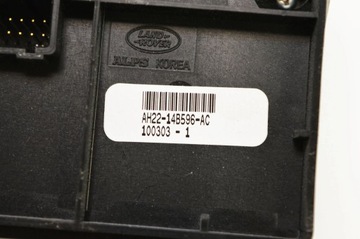 LAND-
ROVER
ALPS KOREA
AH22-14B596-AC
100303 - 1